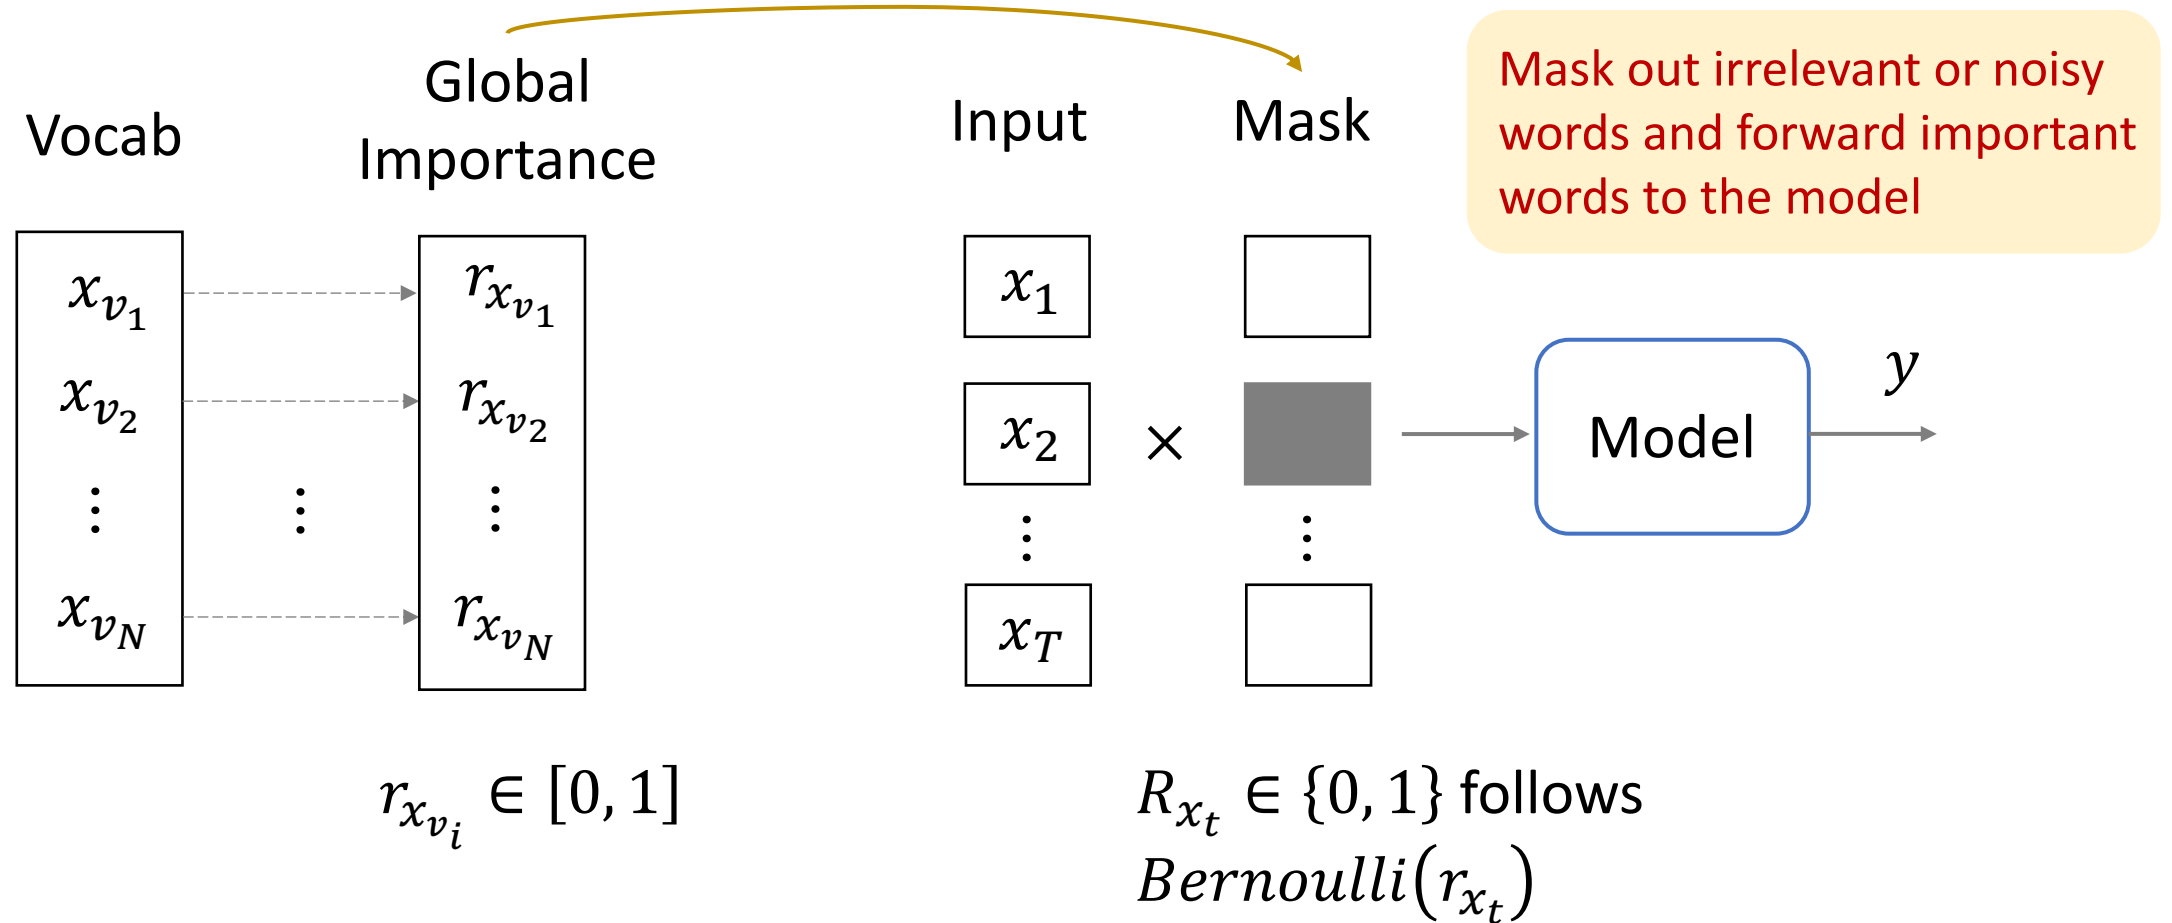 Vocab
Global
Importance
x_{v_1}
x_{v_2}
⋮
x_{v_N}
⋮
r_{x_{v_1}}
r_{x_{v_2}}
⋮
r_{x_{v_N}}
r_{x_{v_i}} ∈ [0, 1]
Input
Mask
x_1
x_2
⋮
x_T
×
⋮
R_{x_t} ∈ {0, 1} follows
Bernoulli(r_{x_t})
Mask out irrelevant or noisy
words and forward important
words to the model
Model
y